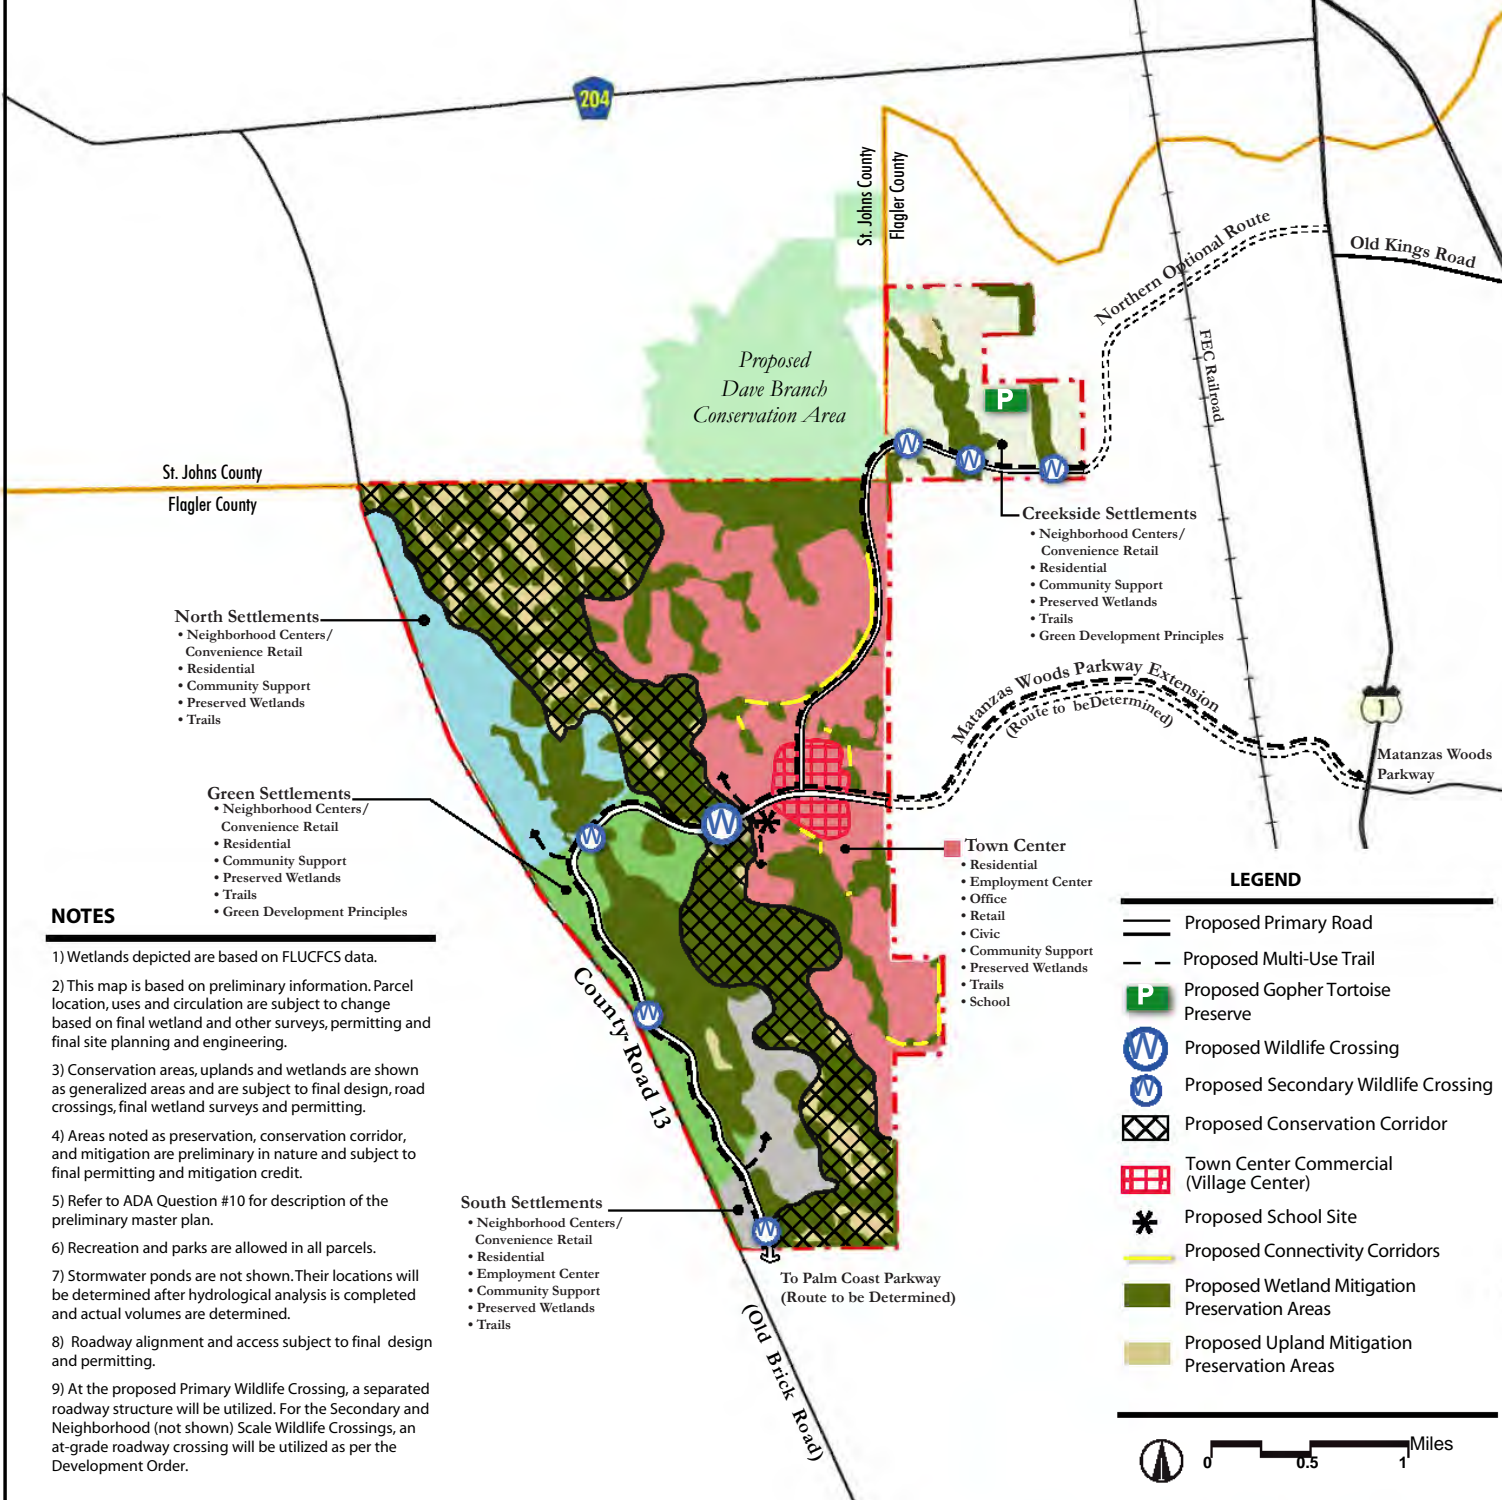 204
St. Johns County
Flagler County
Northern Optional Route
Old Kings Road
FEC Railroad
Proposed
Dave Branch
Conservation Area
P
W
W
W
St. Johns County
Flagler County
Creekside Settlements
• Neighborhood Centers/
Convenience Retail
• Residential
• Community Support
• Preserved Wetlands
• Trails
• Green Development Principles
North Settlements
• Neighborhood Centers/
Convenience Retail
• Residential
• Community Support
• Preserved Wetlands
• Trails
Matanzas Woods Parkway Extension
(Route to beDetermined)
1
Matanzas Woods
Parkway
Green Settlements
• Neighborhood Centers/
Convenience Retail
• Residential
• Community Support
• Preserved Wetlands
• Trails
• Green Development Principles
W
W
W
W
Town Center
• Residential
• Employment Center
• Office
• Retail
• Civic
• Community Support
• Preserved Wetlands
• Trails
• School
County Road 13
South Settlements
• Neighborhood Centers/
Convenience Retail
• Residential
• Employment Center
• Community Support
• Preserved Wetlands
• Trails
To Palm Coast Parkway
(Route to be Determined)
(Old Brick Road)
NOTES
1) Wetlands depicted are based on FLUCFCS data.
2) This map is based on preliminary information. Parcel
location, uses and circulation are subject to change
based on final wetland and other surveys, permitting and
final site planning and engineering.
3) Conservation areas, uplands and wetlands are shown
as generalized areas and are subject to final design, road
crossings, final wetland surveys and permitting.
4) Areas noted as preservation, conservation corridor,
and mitigation are preliminary in nature and subject to
final permitting and mitigation credit.
5) Refer to ADA Question #10 for description of the
preliminary master plan.
6) Recreation and parks are allowed in all parcels.
7) Stormwater ponds are not shown. Their locations will
be determined after hydrological analysis is completed
and actual volumes are determined.
8) Roadway alignment and access subject to final design
and permitting.
9) At the proposed Primary Wildlife Crossing, a separated
roadway structure will be utilized. For the Secondary and
Neighborhood (not shown) Scale Wildlife Crossings, an
at-grade roadway crossing will be utilized as per the
Development Order.
LEGEND
Proposed Primary Road
Proposed Multi-Use Trail
P
Proposed Gopher Tortoise
Preserve
W
Proposed Wildlife Crossing
W
Proposed Secondary Wildlife Crossing
Proposed Conservation Corridor
Town Center Commercial
(Village Center)
Proposed School Site
Proposed Connectivity Corridors
Proposed Wetland Mitigation
Preservation Areas
Proposed Upland Mitigation
Preservation Areas
Miles
0 0.5 1